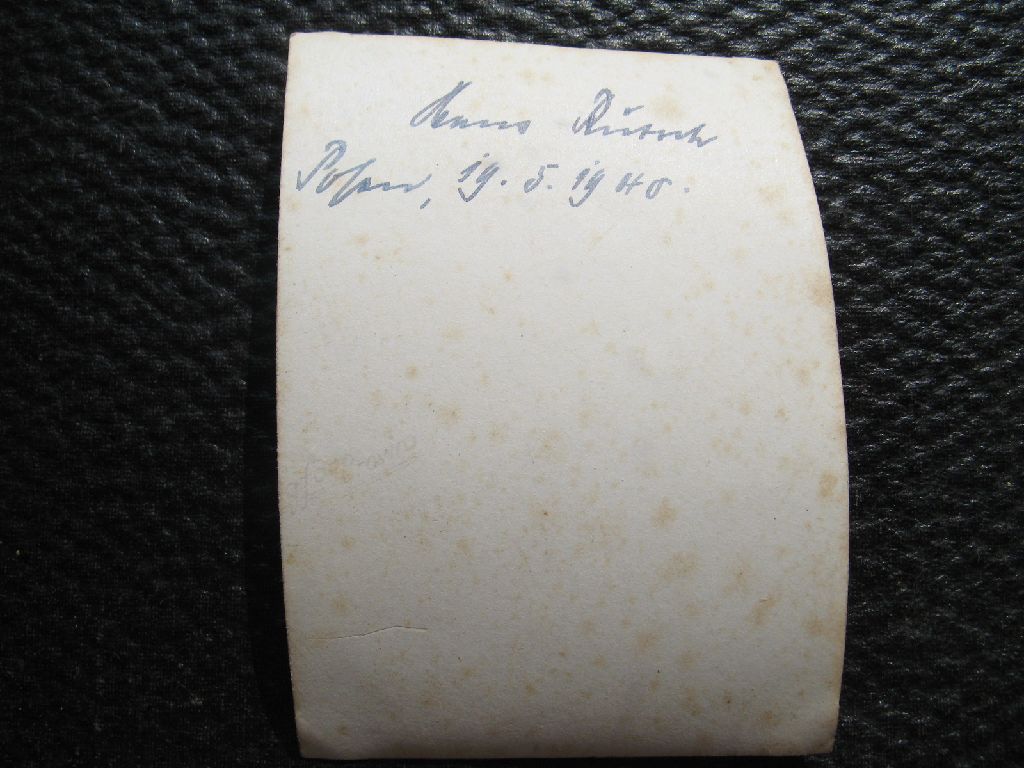 Hans
Posen, 19. 5. 1940.